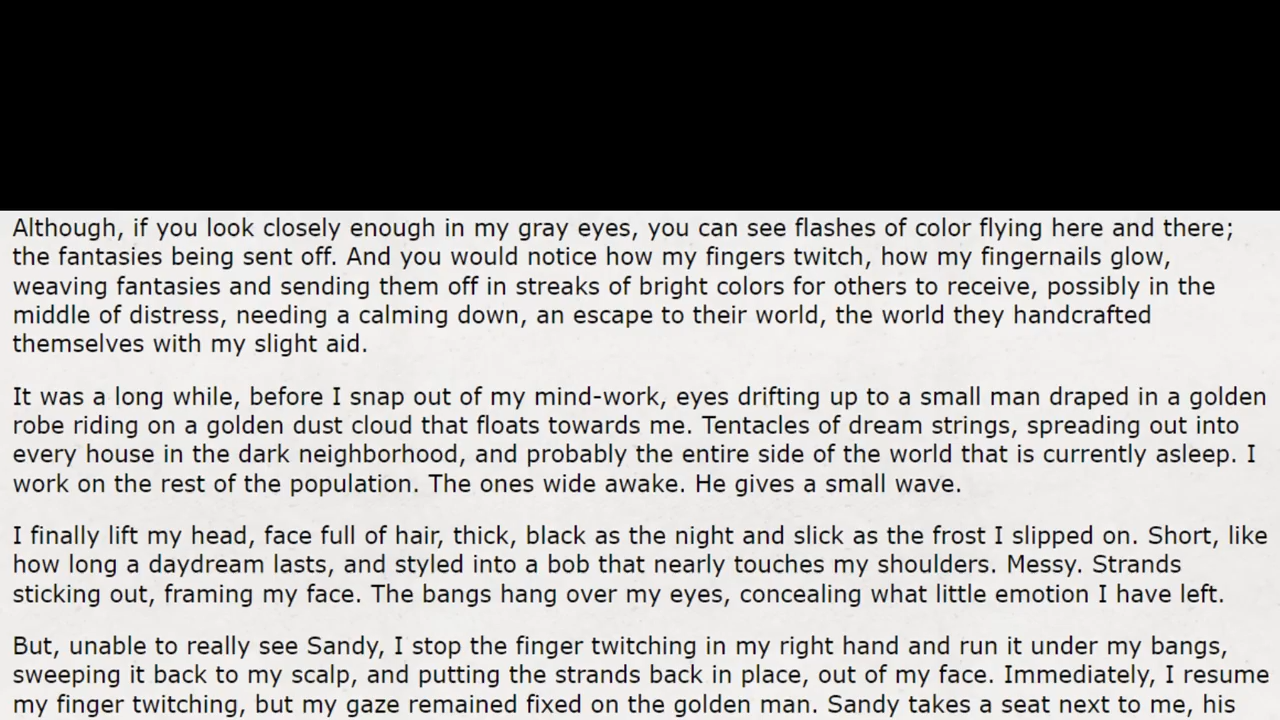 Although, if you look closely enough in my gray eyes, you can see flashes of color flying here and there;
the fantasies being sent off. And you would notice how my fingers twitch, how my fingernails glow,
weaving fantasies and sending them off in streaks of bright colors for others to receive, possibly in the
middle of distress, needing a calming down, an escape to their world, the world they handcrafted
themselves with my slight aid.
It was a long while, before I snap out of my mind-work, eyes drifting up to a small man draped in a golden
robe riding on a golden dust cloud that floats towards me. Tentacles of dream strings, spreading out into
every house in the dark neighborhood, and probably the entire side of the world that is currently asleep. I
work on the rest of the population. The ones wide awake. He gives a small wave.
I finally lift my head, face full of hair, thick, black as the night and slick as the frost I slipped on. Short, like
how long a daydream lasts, and styled into a bob that nearly touches my shoulders. Messy. Strands
sticking out, framing my face. The bangs hang over my eyes, concealing what little emotion I have left.
But, unable to really see Sandy, I stop the finger twitching in my right hand and run it under my bangs,
sweeping it back to my scalp, and putting the strands back in place, out of my face. Immediately, I resume
my finger twitching, but my gaze remained fixed on the golden man. Sandy takes a seat next to me, his